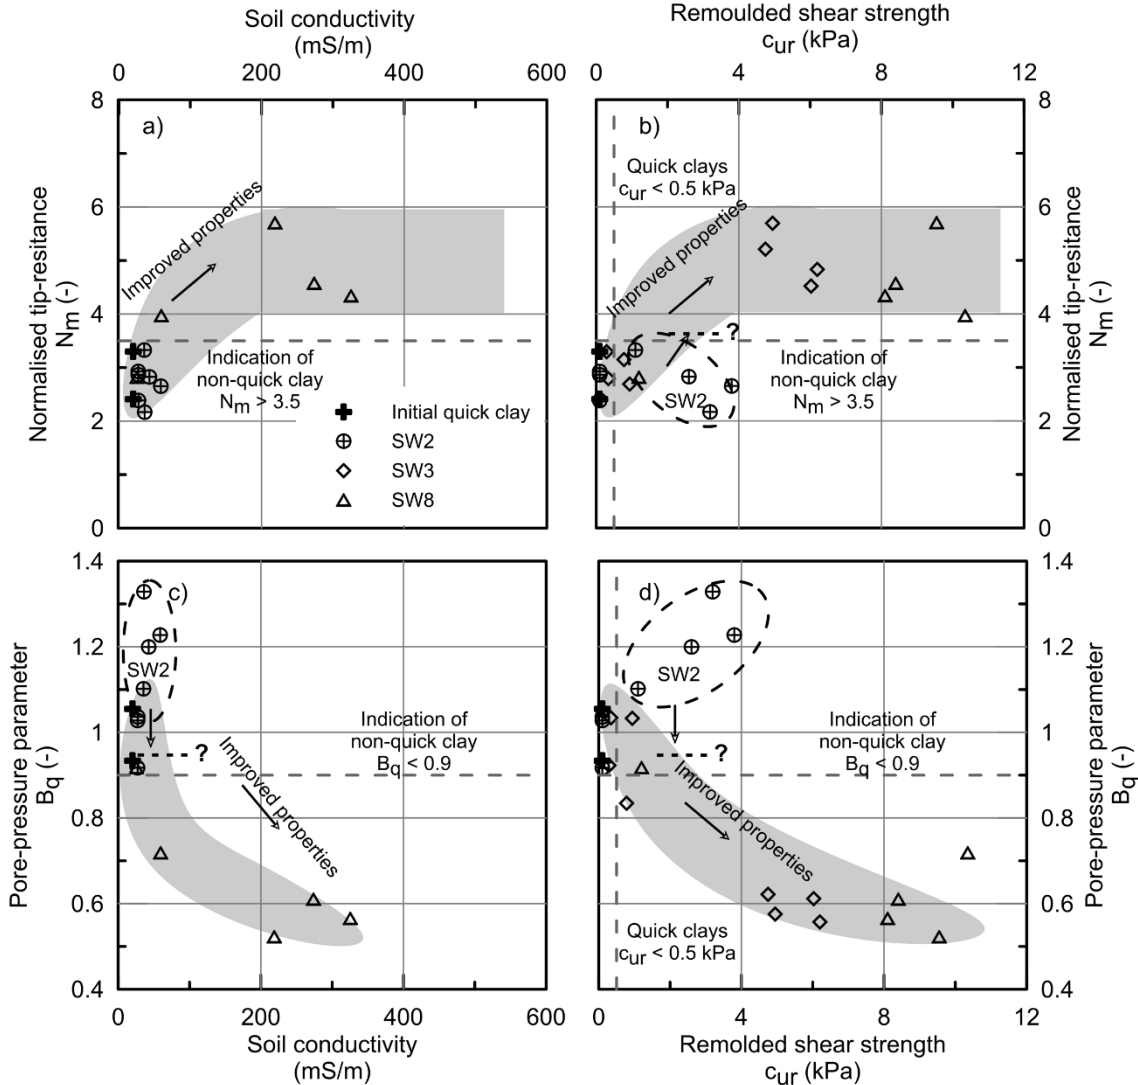 Soil conductivity
(mS/m)
Remoulded shear strength
cur (kPa)
0
200
400
600
0
4
8
12
8
6
4
2
0
Normalised tip-resitance
Nm (-)
a)
Improved properties
Indication of
non-quick clay
Nm > 3.5
Initial quick clay
SW2
SW3
SW8
b)
Quick clays
cur < 0.5 kPa
Improved properties
?
SW2
Indication of
non-quick clay
Nm > 3.5
8
6
4
2
0
Normalised tip-resitance
Nm (-)
1.4
1.2
1
0.8
0.6
0.4
Pore-pressure parameter
Bq (-)
c)
SW2
?
Indication of
non-quick clay
Bq < 0.9
Improved properties
d)
SW2
?
Indication of
non-quick clay
Bq < 0.9
Improved properties
Quick clays
cur < 0.5 kPa
1.4
1.2
1
0.8
0.6
0.4
Pore-pressure parameter
Bq (-)
0
200
400
600
0
4
8
12
Soil conductivity
(mS/m)
Remolded shear strength
cur (kPa)